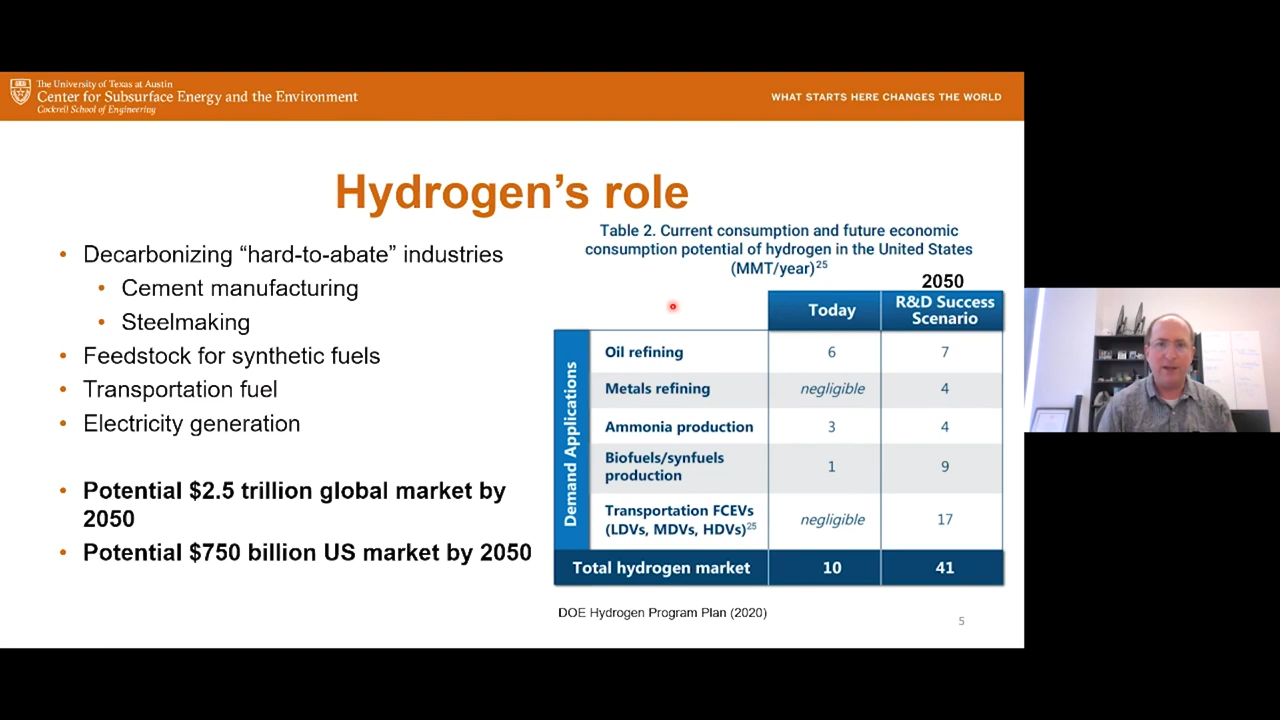 The University of Texas at Austin
Center for Subsurface Energy and the Environment
Cockrell School of Engineering
WHAT STARTS HERE CHANGES THE WORLD
Hydrogen's role
• Decarbonizing “hard-to-abate” industries
• Cement manufacturing
• Steelmaking
• Feedstock for synthetic fuels
• Transportation fuel
• Electricity generation
• Potential $2.5 trillion global market by
2050
• Potential $750 billion US market by 2050
Table 2. Current consumption and future economic
consumption potential of hydrogen in the United States
(MMT/year)25
2050
Today
R&D Success
Scenario
Demand Applications
Oil refining 6 7
Metals refining negligible 4
Ammonia production 3 4
Biofuels/synfuels
production 1 9
Transportation FCEVs
(LDVs, MDVs, HDVs)25 negligible 17
Total hydrogen market 10 41
DOE Hydrogen Program Plan (2020)
5